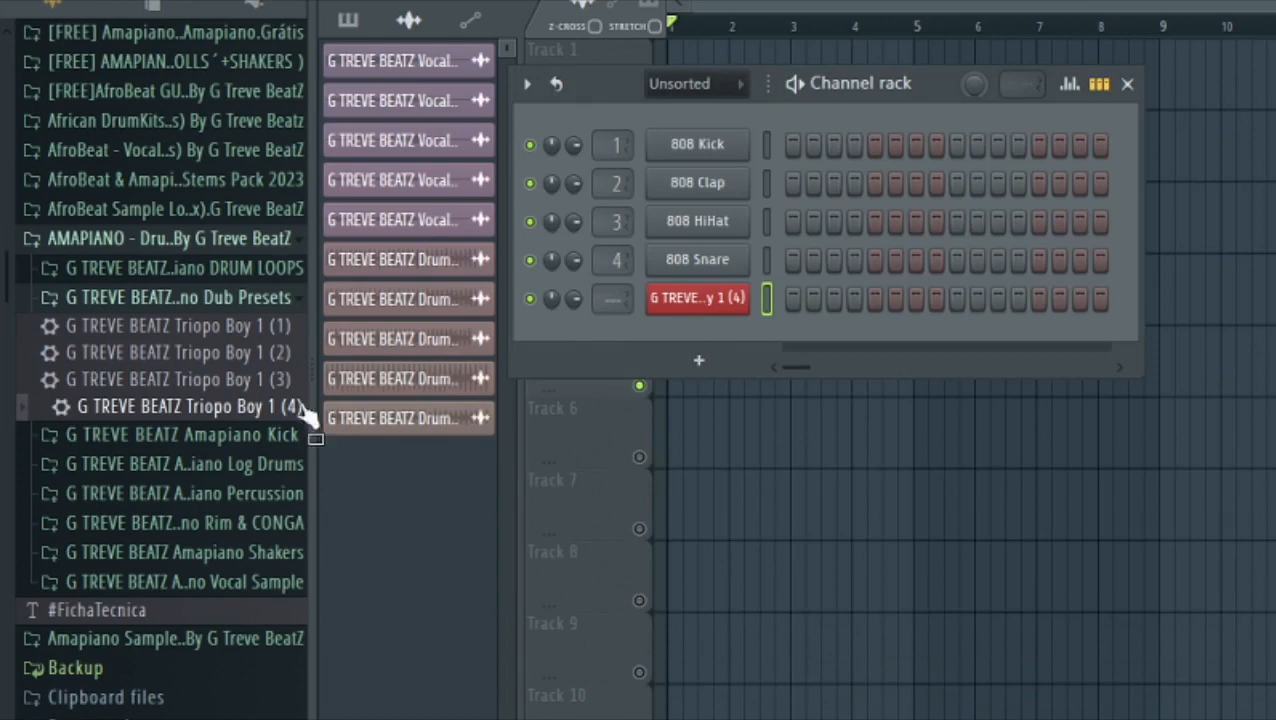 [FREE] Amapiano..Amapiano.Grátis
[FREE] AMAPIAN..OLLS ´+SHAKERS )
[FREE]AfroBeat GU..By G Treve BeatZ
African DrumKits..s) By G Treve Beatz
AfroBeat - Vocal..s) By G Treve BeatZ
AfroBeat & Amapi..Stems Pack 2023
AfroBeat Sample Lo..x).G Treve BeatZ
AMAPIANO - Dru..By G Treve BeatZ
G TREVE BEATZ..iano DRUM LOOPS
G TREVE BEATZ..no Dub Presets
G TREVE BEATZ Triopo Boy 1 (1)
G TREVE BEATZ Triopo Boy 1 (2)
G TREVE BEATZ Triopo Boy 1 (3)
G TREVE BEATZ Triopo Boy 1 (4)
G TREVE BEATZ Amapiano Kick
G TREVE BEATZ A..iano Log Drums
G TREVE BEATZ A..iano Percussion
G TREVE BEATZ..no Rim & CONGA
G TREVE BEATZ Amapiano Shakers
G TREVE BEATZ A..no Vocal Sample
#FichaTecnica
Amapiano Sample..By G Treve BeatZ
Backup
Clipboard files
G TREVE BEATZ Vocal..
G TREVE BEATZ Vocal..
G TREVE BEATZ Vocal..
G TREVE BEATZ Vocal..
G TREVE BEATZ Vocal..
G TREVE BEATZ Drum..
G TREVE BEATZ Drum..
G TREVE BEATZ Drum..
G TREVE BEATZ Drum..
G TREVE BEATZ Drum..
Z-CROSS STRETCH
2 3 4 5 6 7 8 9 10
Track 1
Unsorted Channel rack
1 808 Kick
2 808 Clap
3 808 HiHat
4 808 Snare
--- G TREVE..y 1 (4)
+
Track 6
Track 7
Track 8
Track 9
Track 10